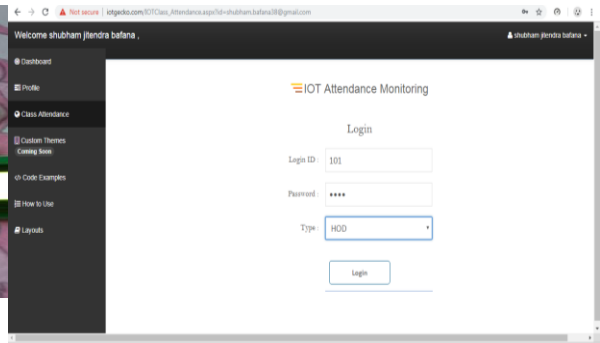 Not secure | iotgecko.com/IOTClass_Attendance.aspx?id=shubham.bafana38@gmail.com
Welcome shubham jitendra bafana ,
shubham jitendra bafana
Dashboard
Profile
Class Attendance
Custom Themes
Coming Soon
</> Code Examples
How to Use
Layouts
IOT Attendance Monitoring
Login
Login ID : 101
Password : ••••
Type : HOD
Login